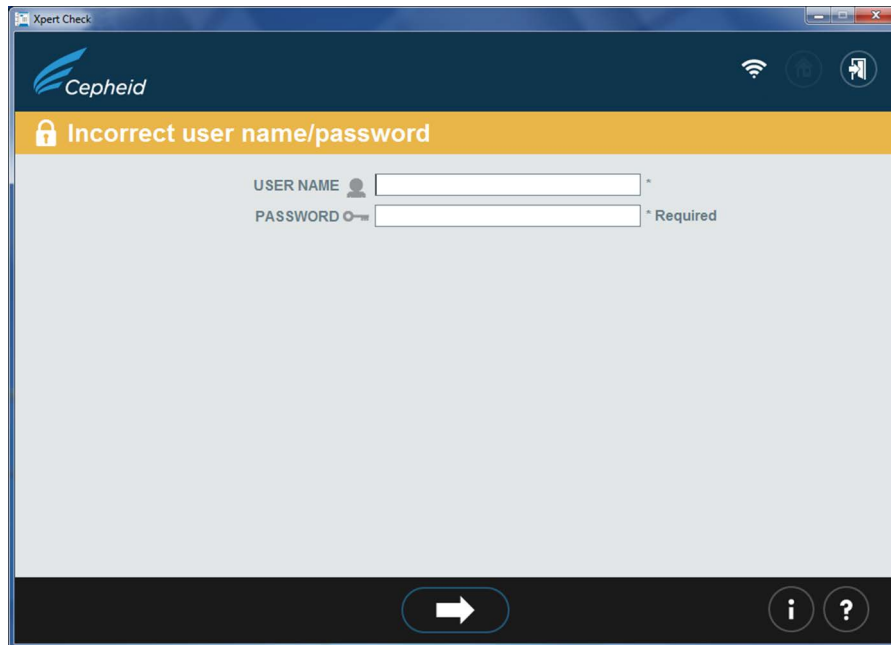 Xpert Check
Cepheid
Incorrect user name/password
USER NAME *
PASSWORD * Required
i ?